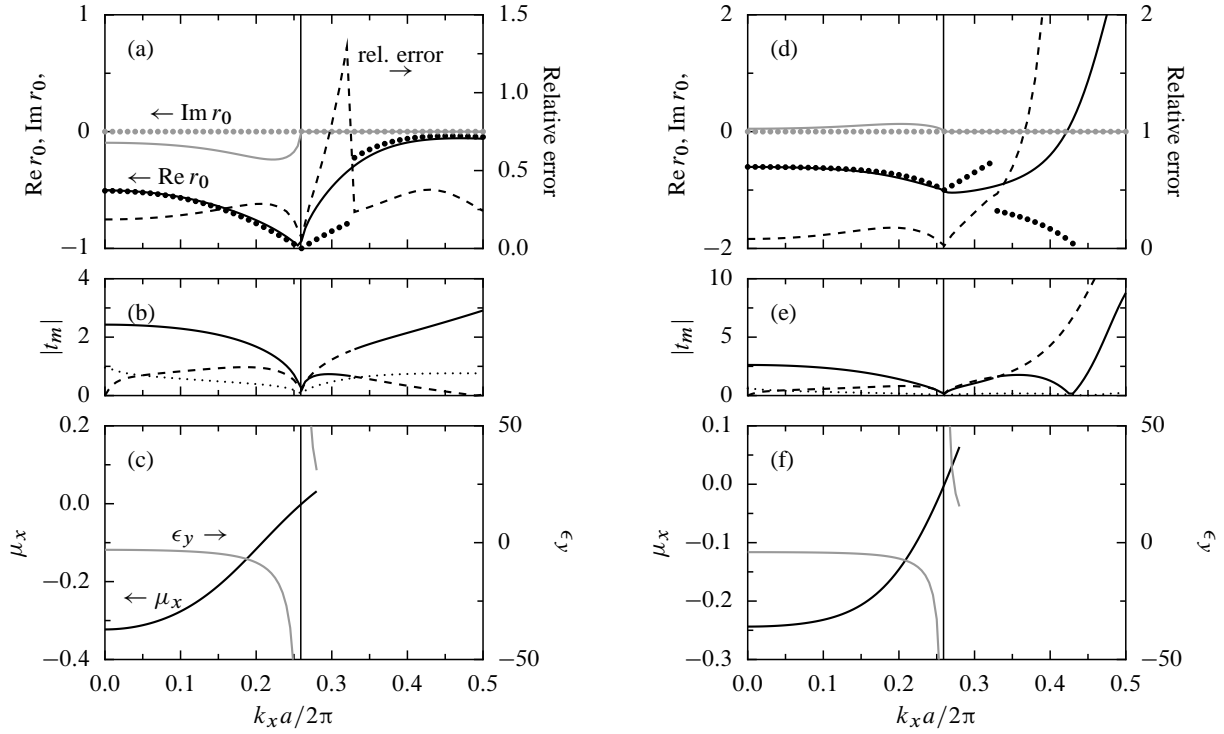 1
0
−1
1.5
1.0
0.5
0.0
(a)
rel. error
→
← Im r₀
← Re r₀
Re r₀, Im r₀,
Relative error
4
2
0
(b)
|tₘ|
0.2
0.0
−0.2
−0.4
50
0
−50
(c)
ϵ_y →
← μₓ
μₓ
ϵ_y
0.0 0.1 0.2 0.3 0.4 0.5
kₓa/2π
2
0
−2
2
1
0
(d)
Re r₀, Im r₀,
Relative error
10
5
0
(e)
|tₘ|
0.1
0.0
−0.1
−0.2
−0.3
50
0
−50
(f)
μₓ
ϵ_y
0.0 0.1 0.2 0.3 0.4 0.5
kₓa/2π